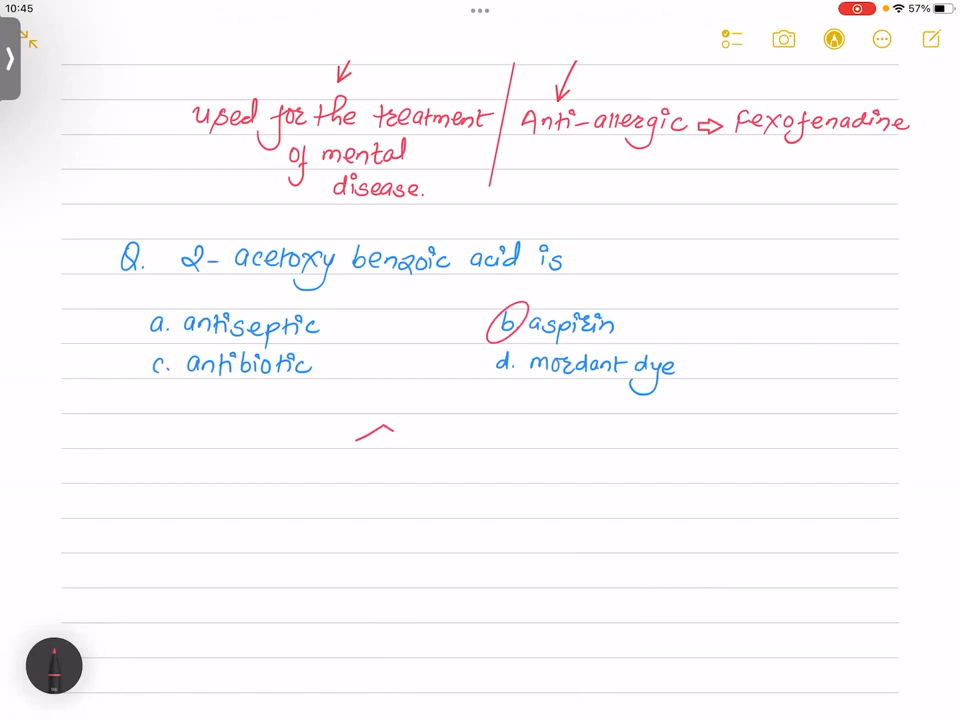 10:45
57%
used for the treatment
of mental
disease.
Anti-allergic ⇨ Fexofenadine
Q. 2- acetoxy benzoic acid is
a. antiseptic
b aspirin
c. antibiotic
d. mordant dye